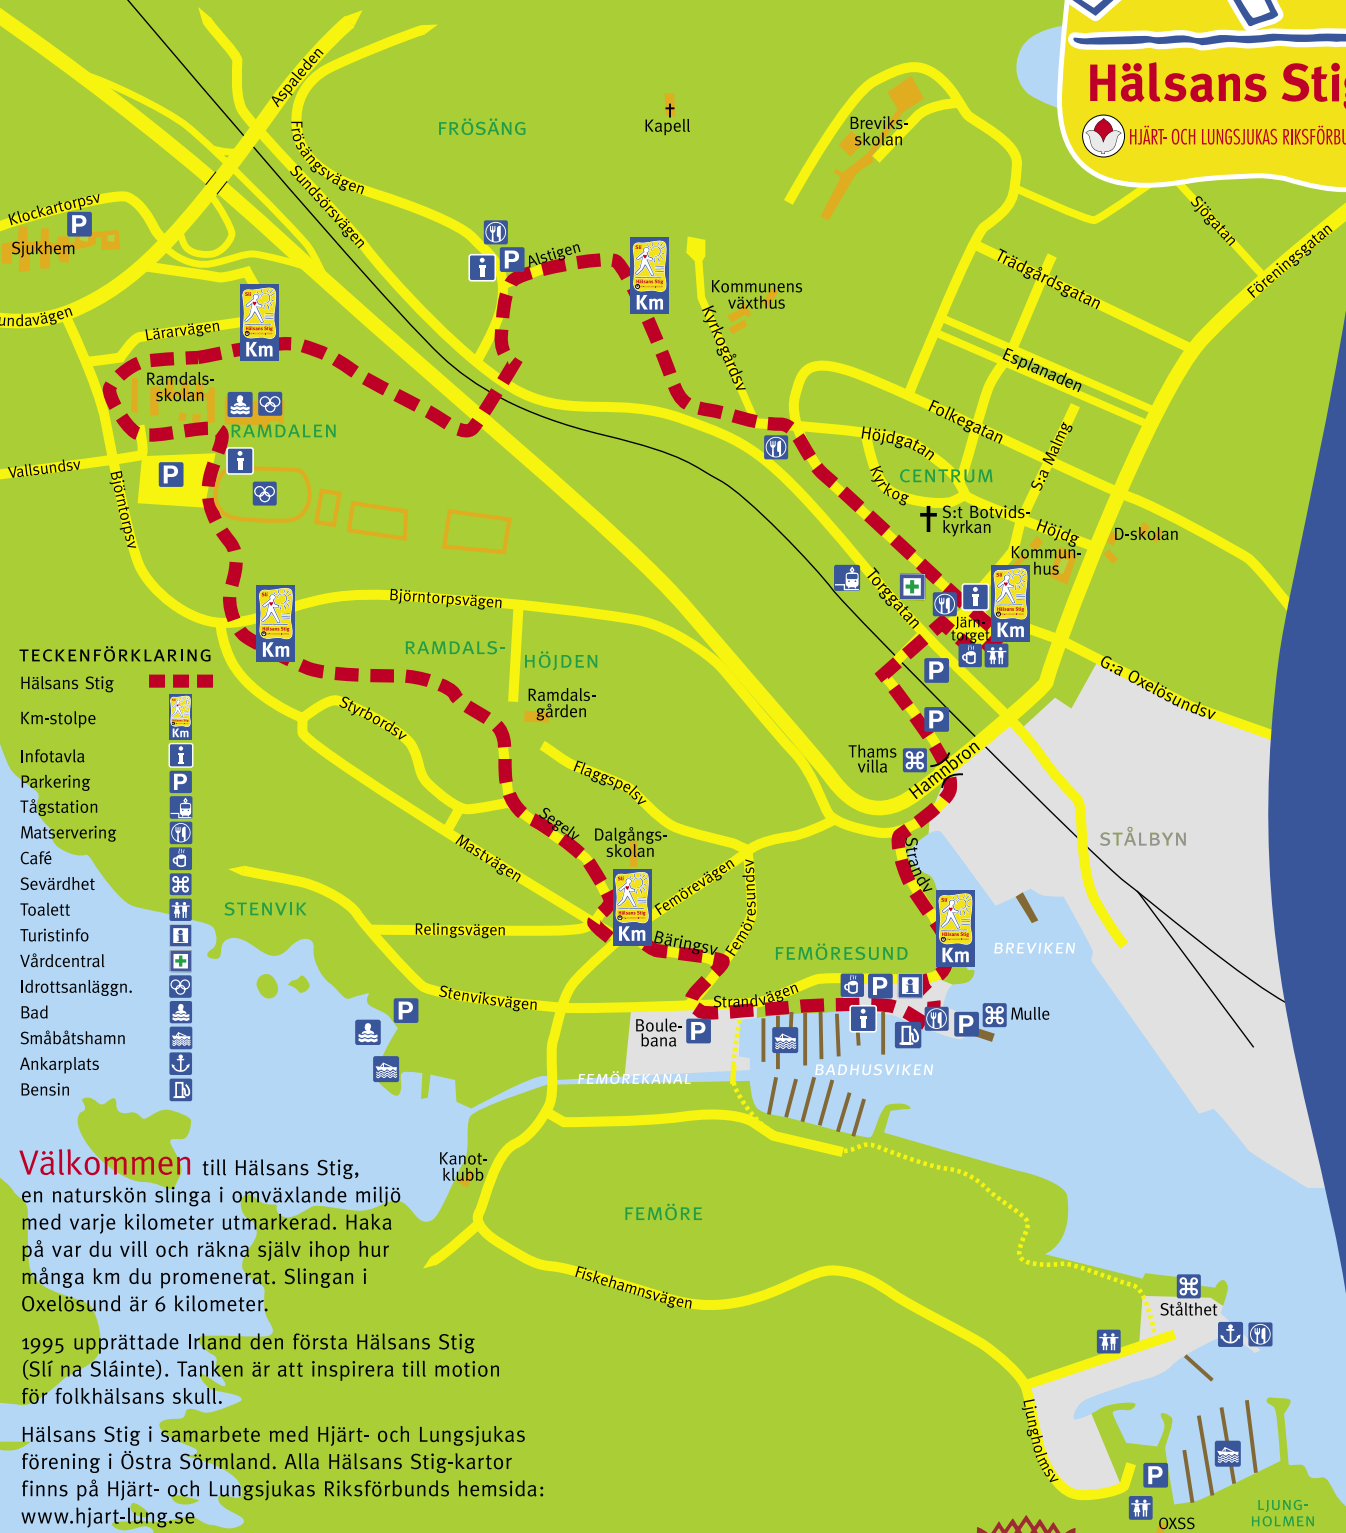 Hälsans Stig
HJÄRT- OCH LUNGSJUKAS RIKSFÖRBU
Aspaleden
FRÖSÄNG
Kapell
Breviks-
skolan
Frösängsvägen
Sundsörsvägen
Klockartorpsv
P
Sjukhem
Sjögatan
Föreningsgatan
Trädgårdsgatan
Alstigen
P
i
Km
Kommunens
växthus
Kyrkogårdsv
undavägen
Lärarvägen
Km
Esplanaden
Ramdals-
skolan
RAMDALEN
Folkegatan
Höjdgatan
S:a Malmg
CENTRUM
Kyrkog
Vallsundsv
P
i
Björntorpsv
S:t Botvids-
kyrkan
Höjdg
D-skolan
Kommun-
hus
Torggatan
i
Järn-
torget
Km
Björntorpsvägen
RAMDALS-
HÖJDEN
Km
P
G:a Oxelösundsv
TECKENFÖRKLARING
Hälsans Stig
Km-stolpe
Km
Infotavla
i
Parkering
P
Tågstation
Matservering
Café
Sevärdhet
Toalett
Turistinfo
i
Vårdcentral
Idrottsanläggn.
Bad
Småbåtshamn
Ankarplats
Bensin
Ramdals-
gården
Styrbordsv
P
Thams
villa
Hamnbron
Flaggspelsv
Segelv
Dalgångs-
skolan
Mastvägen
STÅLBYN
Strandv
Femörevägen
Femöresundsv
STENVIK
Relingsvägen
Km
Bäringsv
FEMÖRESUND
Km
BREVIKEN
Stenviksvägen
Strandvägen
P
i
P
Boule-
bana
P
i
P
Mulle
FEMÖREKANAL
BADHUSVIKEN
Kanot-
klubb
FEMÖRE
Fiskehamnsvägen
Stålthet
Ljungholmsv
P
OXSS
LJUNG-
HOLMEN
Välkommen till Hälsans Stig,
en naturskön slinga i omväxlande miljö
med varje kilometer utmarkerad. Haka
på var du vill och räkna själv ihop hur
många km du promenerat. Slingan i
Oxelösund är 6 kilometer.
1995 upprättade Irland den första Hälsans Stig
(Slí na Sláinte). Tanken är att inspirera till motion
för folkhälsans skull.
Hälsans Stig i samarbete med Hjärt- och Lungsjukas
förening i Östra Sörmland. Alla Hälsans Stig-kartor
finns på Hjärt- och Lungsjukas Riksförbunds hemsida:
www.hjart-lung.se